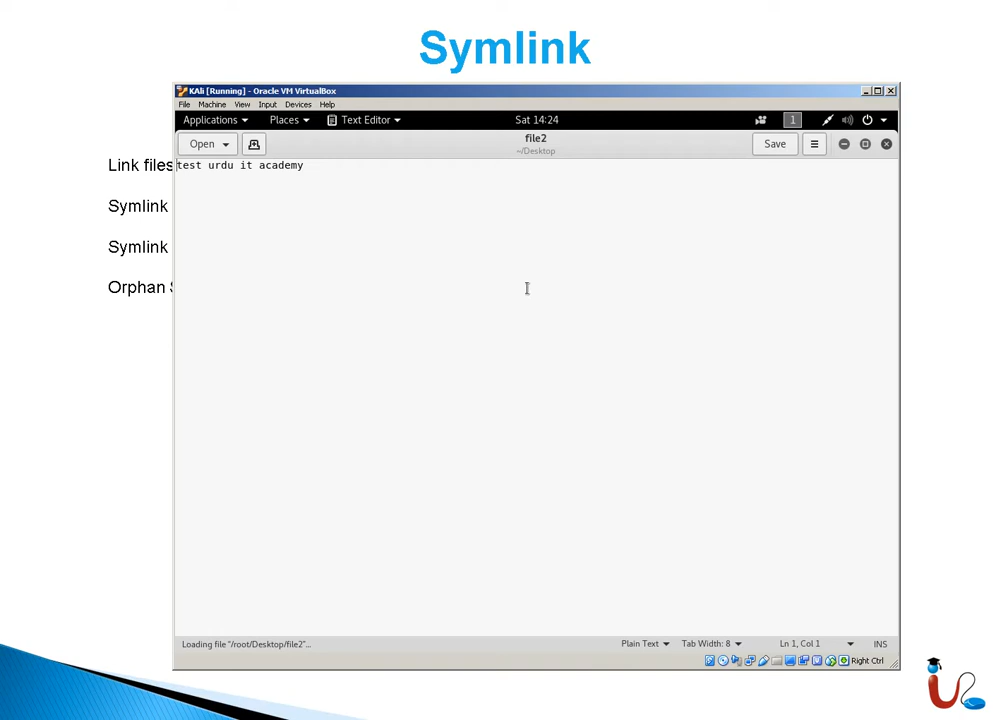 Symlink
KAli [Running] - Oracle VM VirtualBox
File Machine View Input Devices Help
Applications Places Text Editor Sat 14:24 1
Open file2 Save
~/Desktop
Link files
test urdu it academy
Symlink
Symlink
Orphan S
Loading file "/root/Desktop/file2"... Plain Text Tab Width: 8 Ln 1, Col 1 INS
Right Ctrl